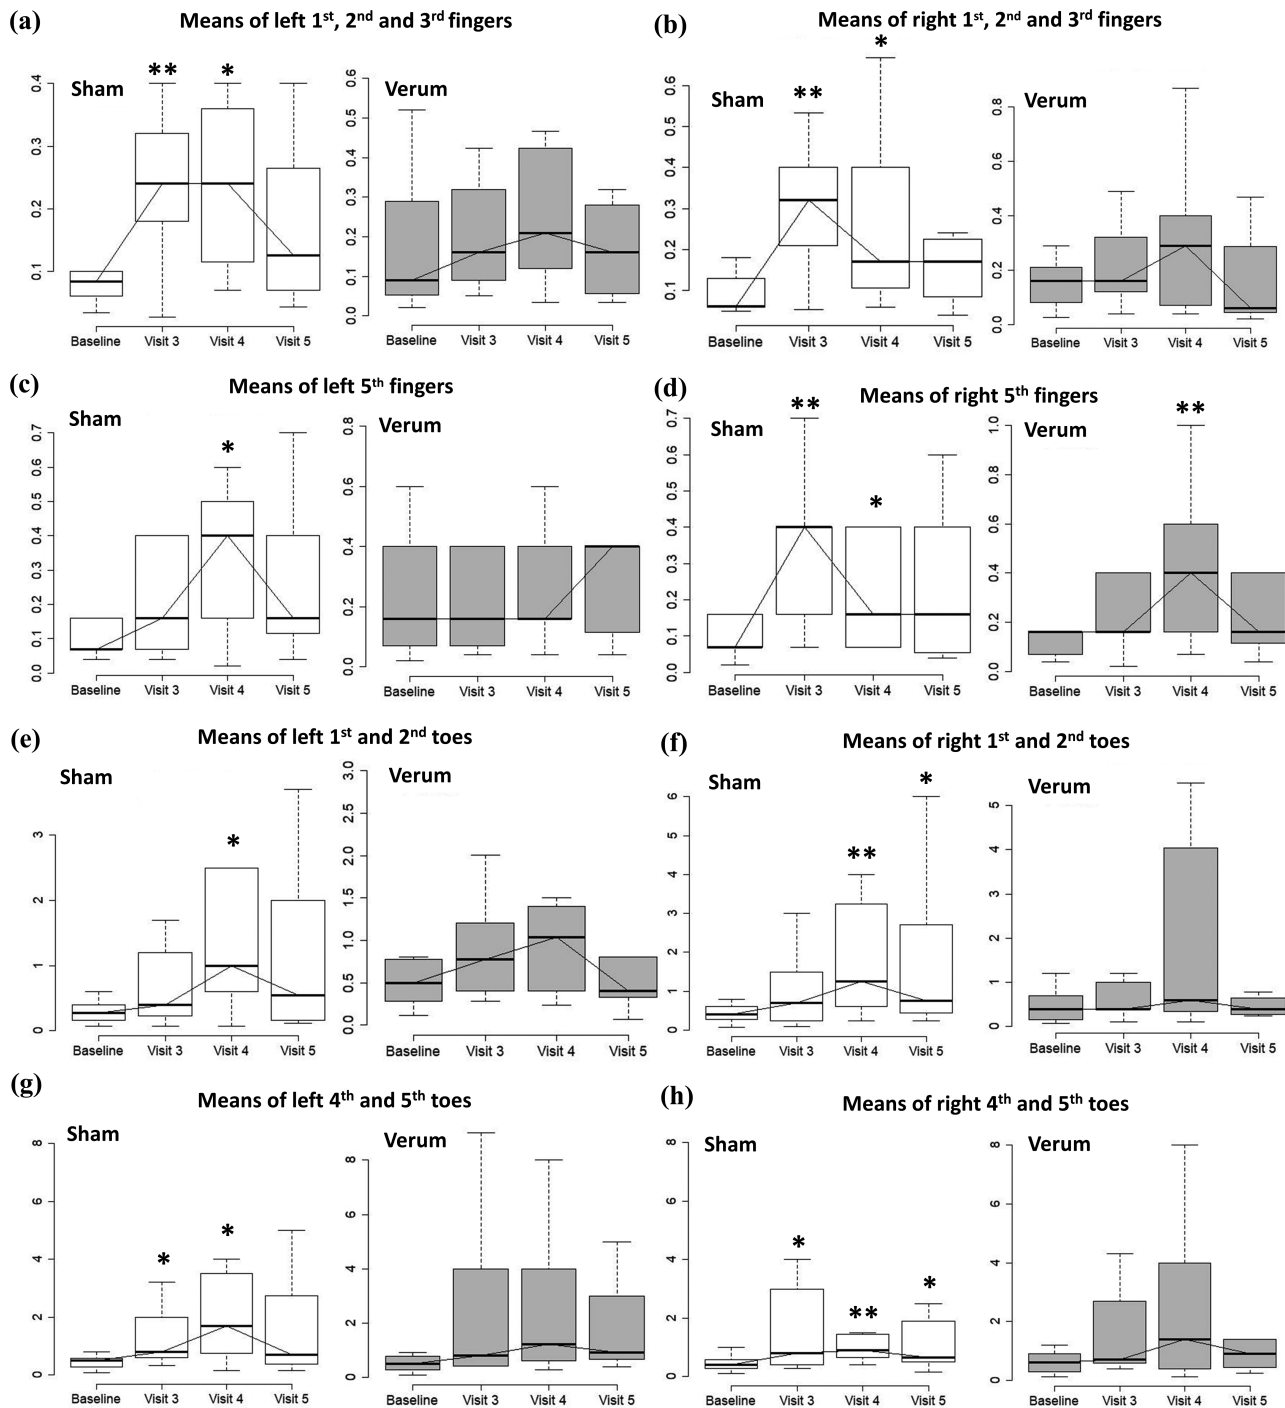 (a) Means of left 1st, 2nd and 3rd fingers
Sham
** *
0.4
0.3
0.2
0.1
Baseline Visit 3 Visit 4 Visit 5
Verum
0.6
0.5
0.4
0.3
0.2
0.1
0.0
Baseline Visit 3 Visit 4 Visit 5
(b) Means of right 1st, 2nd and 3rd fingers
Sham
** *
0.6
0.5
0.4
0.3
0.2
0.1
Baseline Visit 3 Visit 4 Visit 5
Verum
0.8
0.6
0.4
0.2
0.0
Baseline Visit 3 Visit 4 Visit 5
(c) Means of left 5th fingers
Sham
*
0.7
0.6
0.5
0.4
0.3
0.2
0.1
0.0
Baseline Visit 3 Visit 4 Visit 5
Verum
0.8
0.6
0.4
0.2
0.0
Baseline Visit 3 Visit 4 Visit 5
(d) Means of right 5th fingers
Sham
** *
0.7
0.6
0.5
0.4
0.3
0.2
0.1
0.0
Baseline Visit 3 Visit 4 Visit 5
Verum
**
1.0
0.8
0.6
0.4
0.2
0.0
Baseline Visit 3 Visit 4 Visit 5
(e) Means of left 1st and 2nd toes
Sham
*
3
2
1
0
Baseline Visit 3 Visit 4 Visit 5
Verum
3.0
2.5
2.0
1.5
1.0
0.5
0.0
Baseline Visit 3 Visit 4 Visit 5
(f) Means of right 1st and 2nd toes
Sham
** *
6
5
4
3
2
1
0
Baseline Visit 3 Visit 4 Visit 5
Verum
5
4
3
2
1
0
Baseline Visit 3 Visit 4 Visit 5
(g) Means of left 4th and 5th toes
Sham
* *
8
6
4
2
0
Baseline Visit 3 Visit 4 Visit 5
Verum
8
6
4
2
0
Baseline Visit 3 Visit 4 Visit 5
(h) Means of right 4th and 5th toes
Sham
* ** *
8
6
4
2
0
Baseline Visit 3 Visit 4 Visit 5
Verum
8
6
4
2
0
Baseline Visit 3 Visit 4 Visit 5